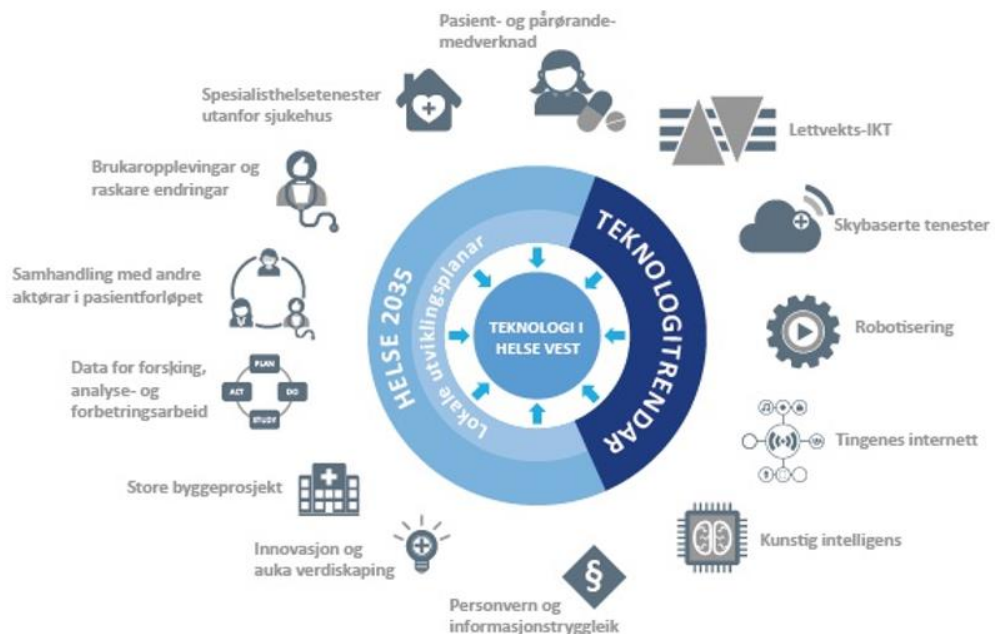 Pasient- og pårørande-
medverknad
Spesialisthelsetenester
utanfor sjukehus
Lettvekts-IKT
Brukaropplevingar og
raskare endringar
Skybaserte tenester
Samhandling med andre
aktørar i pasientforløpet
Robotisering
Data for forsking,
analyse- og
forbetringsarbeid
PLAN
ACT
DO
STUDY
Tingenes internett
Store byggeprosjekt
Kunstig intelligens
Innovasjon og
auka verdiskaping
§
Personvern og
informasjonstryggleik
HELSE 2035
Lokale utviklingsplanar
TEKNOLOGITRENDAR
TEKNOLOGI I
HELSE VEST